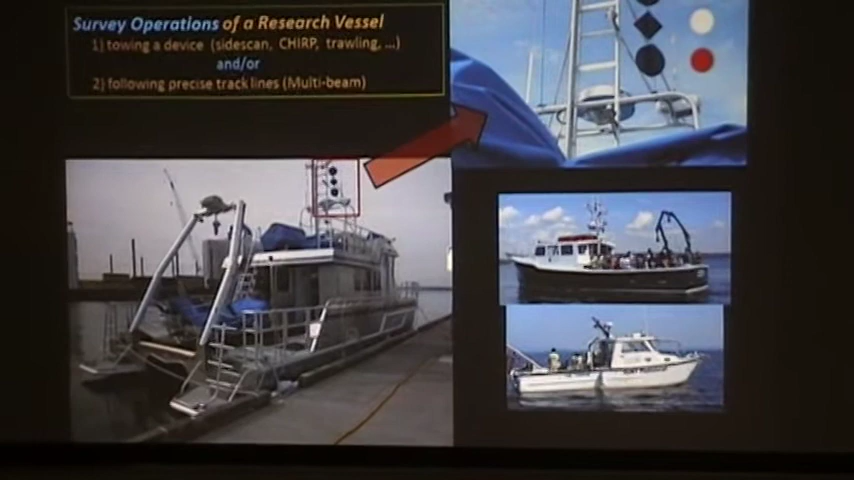 Survey Operations of a Research Vessel
1) towing a device (sidescan, CHIRP, trawling, ...)
and/or
2) following precise track lines (Multi-beam)